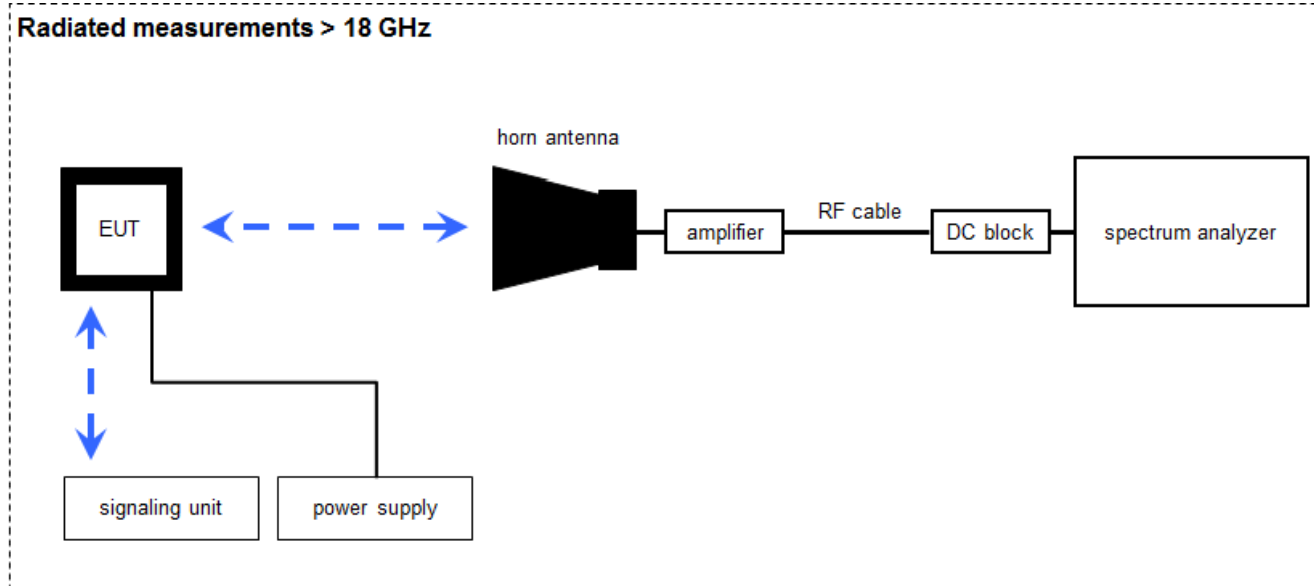 Radiated measurements > 18 GHz
horn antenna
EUT
amplifier
RF cable
DC block
spectrum analyzer
signaling unit
power supply